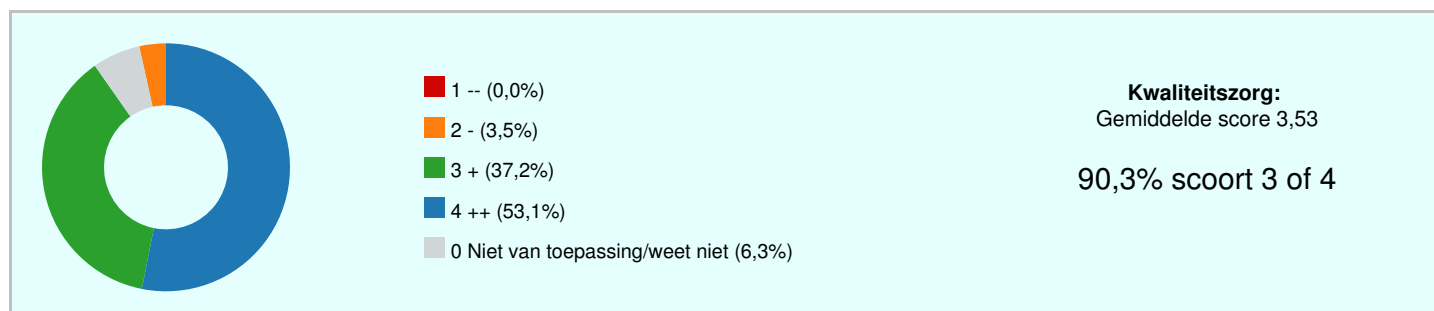 1 -- (0,0%)
2 - (3,5%)
3 + (37,2%)
4 ++ (53,1%)
0 Niet van toepassing/weet niet (6,3%)
Kwaliteitszorg:
Gemiddelde score 3,53
90,3% scoort 3 of 4